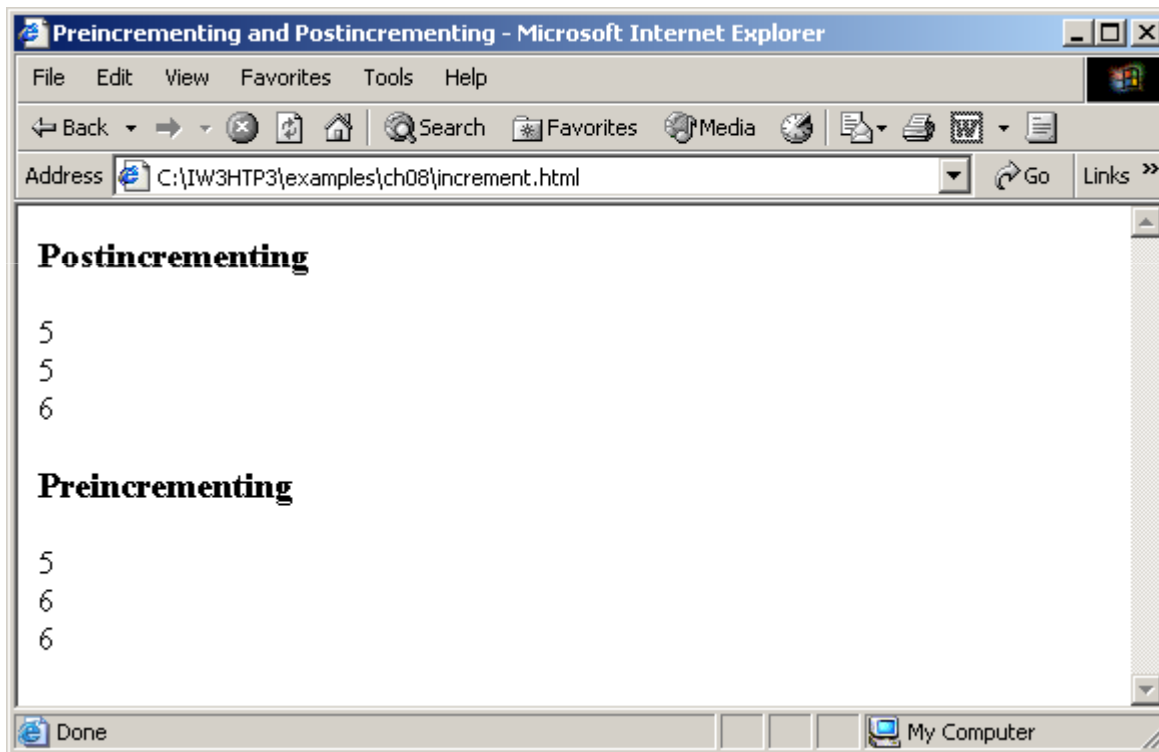 Preincrementing and Postincrementing - Microsoft Internet Explorer
File Edit View Favorites Tools Help
Back Search Favorites Media
Address C:\IW3HTP3\examples\ch08\increment.html Go Links »
Postincrementing
5
5
6
Preincrementing
5
6
6
Done My Computer